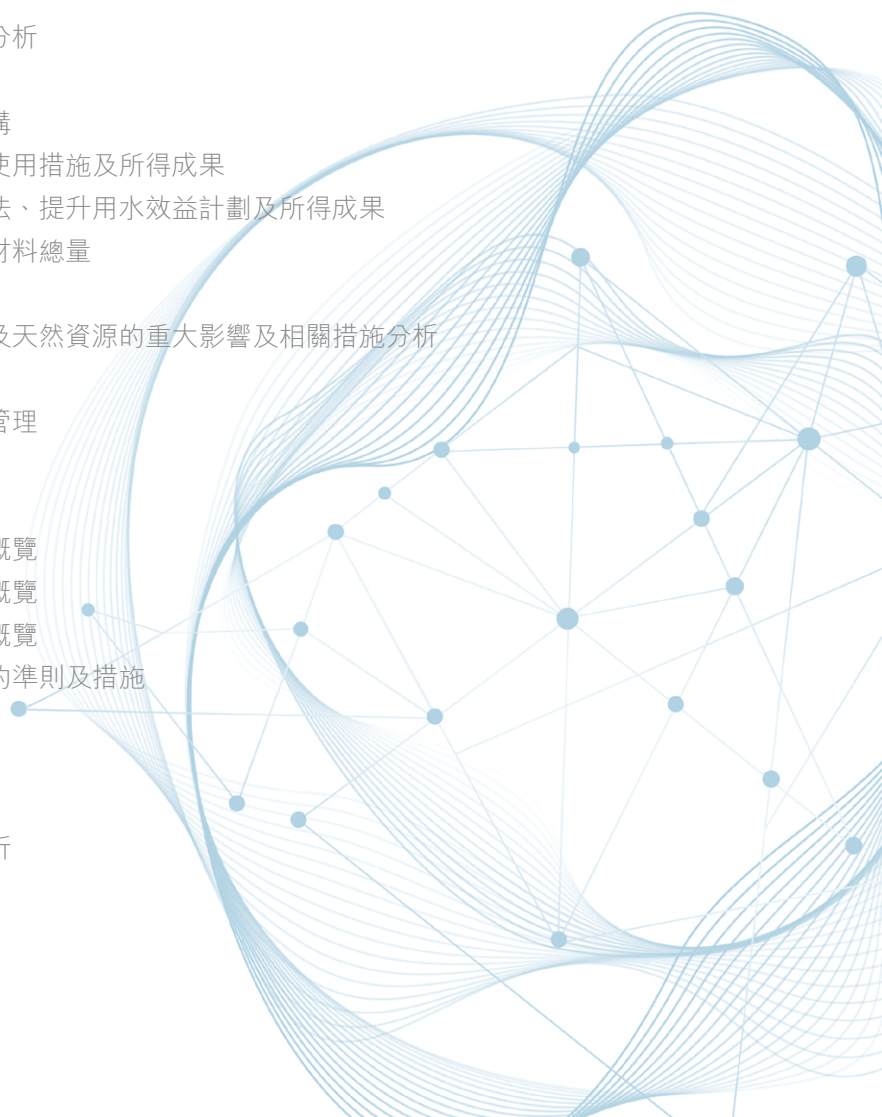 分析
構
使用措施及所得成果
法、提升用水效益計劃及所得成果
材料總量
及天然資源的重大影響及相關措施分析
管理
概覽
概覽
概覽
的準則及措施
析